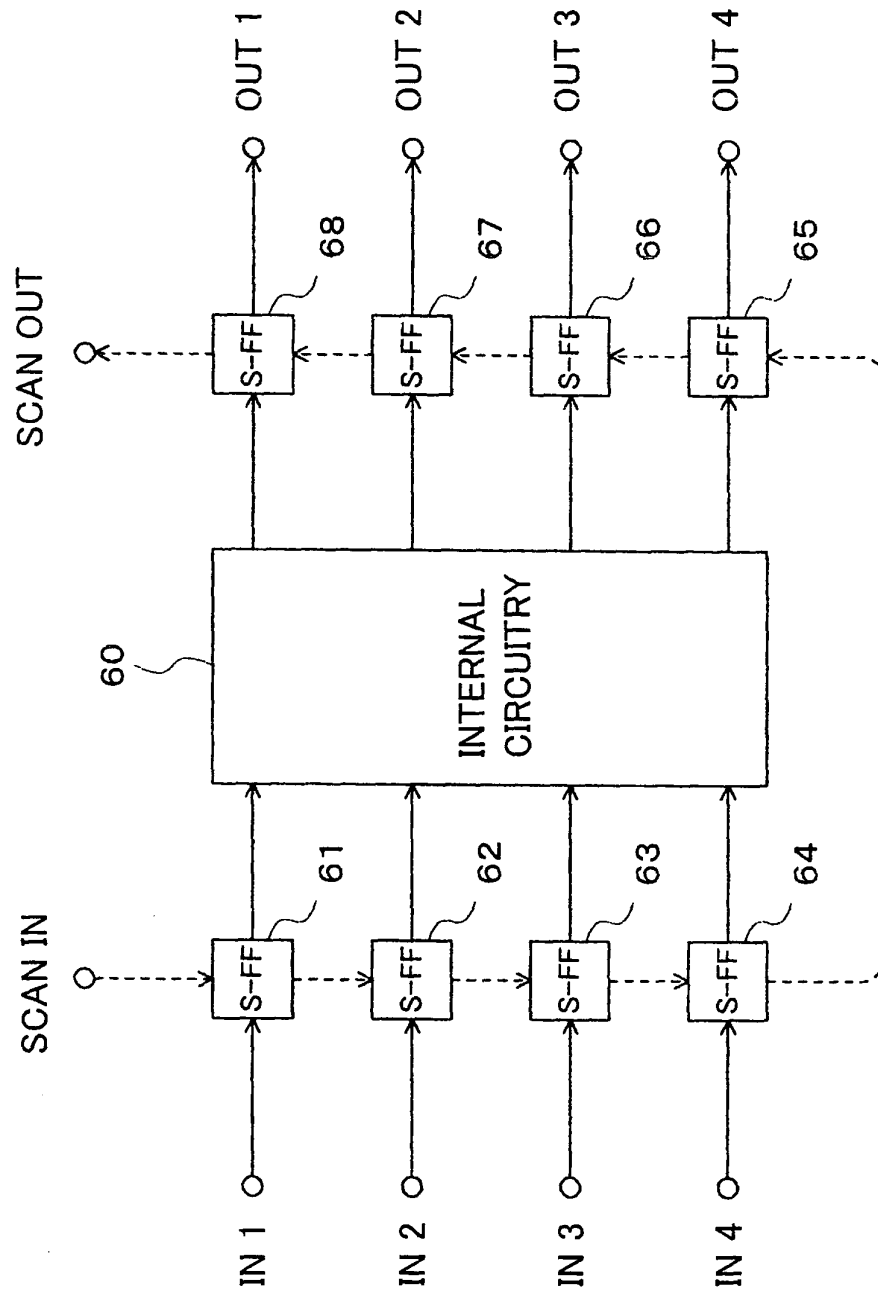 SCAN IN
SCAN OUT
60
IN 1
S-FF
61
S-FF
68
OUT 1
IN 2
S-FF
62
S-FF
67
OUT 2
INTERNAL
CIRCUITRY
IN 3
S-FF
63
S-FF
66
OUT 3
IN 4
S-FF
64
S-FF
65
OUT 4